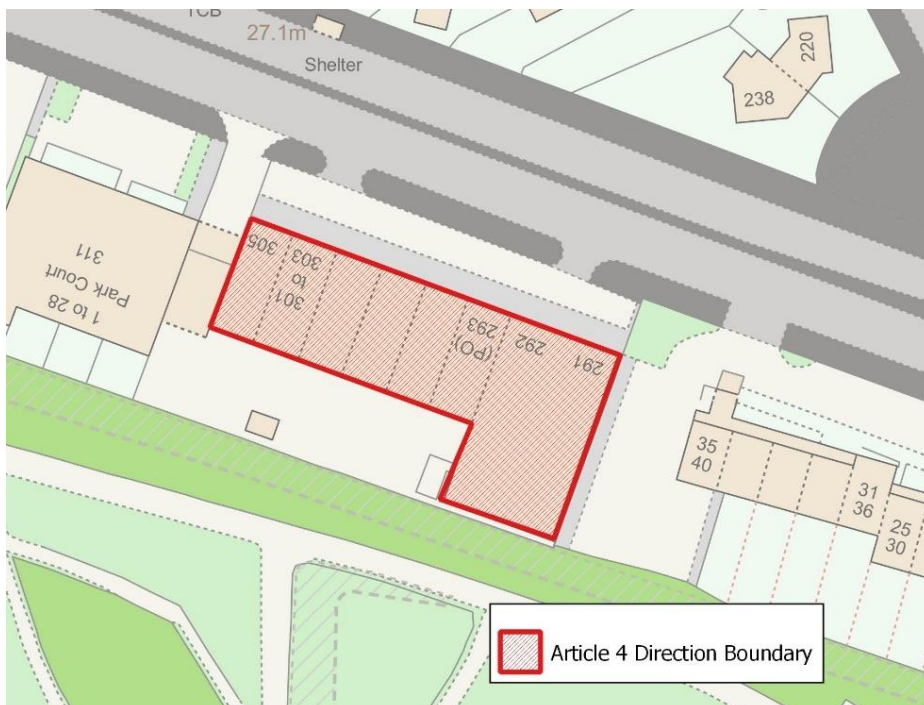 TCB
27.1m
Shelter
220
238
305
303
to
301
293
(PO)
292
291
311
Park Court
1 to 28
35
40
31
36
25
30
Article 4 Direction Boundary